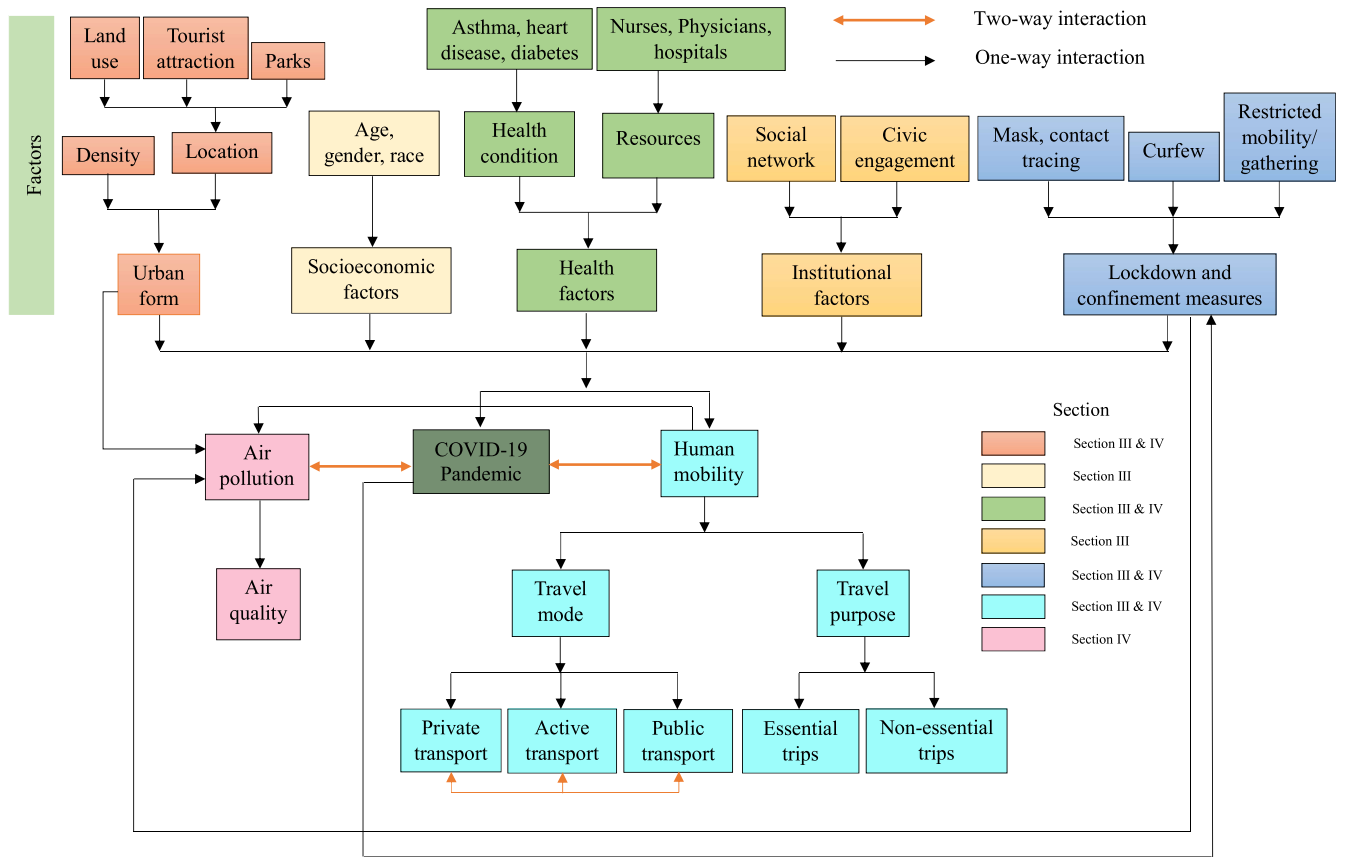 Factors
Land
use
Tourist
attraction
Parks
Density
Location
Urban
form
Age,
gender, race
Socioeconomic
factors
Asthma, heart
disease, diabetes
Nurses, Physicians,
hospitals
Health
condition
Resources
Health
factors
Two-way interaction
One-way interaction
Social
network
Civic
engagement
Institutional
factors
Mask, contact
tracing
Curfew
Restricted
mobility/
gathering
Lockdown and
confinement measures
Air
pollution
COVID-19
Pandemic
Human
mobility
Air
quality
Travel
mode
Travel
purpose
Private
transport
Active
transport
Public
transport
Essential
trips
Non-essential
trips
Section
Section III & IV
Section III
Section III & IV
Section III
Section III & IV
Section III & IV
Section IV